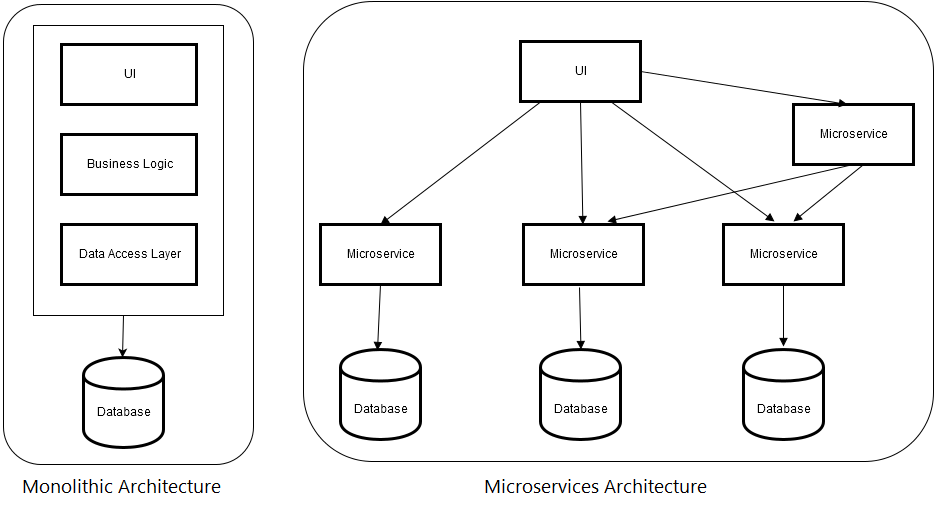 UI
Business Logic
Data Access Layer
Database
Monolithic Architecture
UI
Microservice
Microservice
Microservice
Microservice
Database
Database
Database
Microservices Architecture